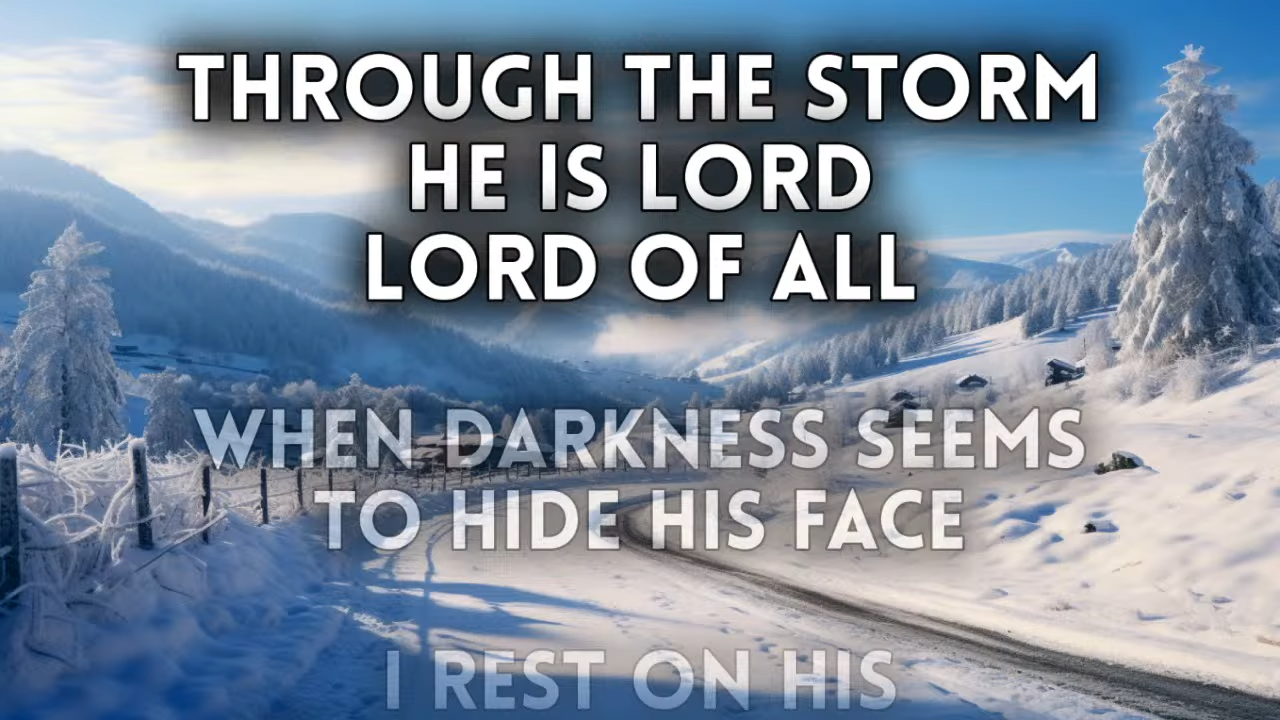 THROUGH THE STORM
HE IS LORD
LORD OF ALL
WHEN DARKNESS SEEMS
TO HIDE HIS FACE
I REST ON HIS